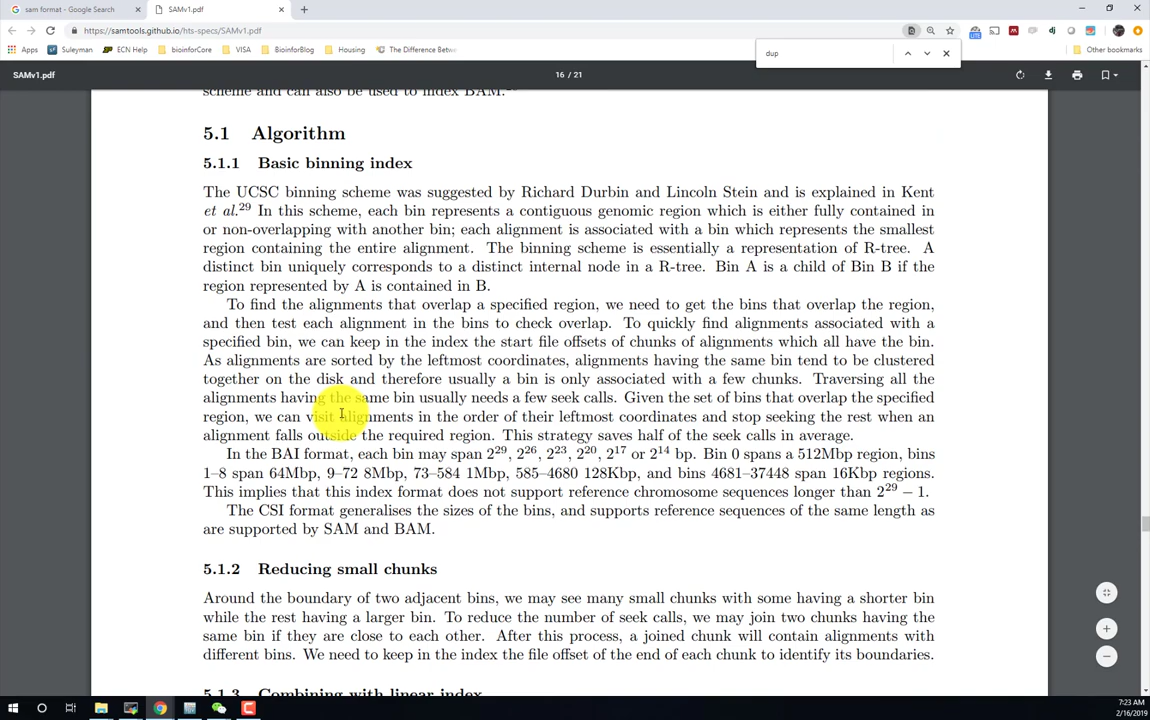 sam format - Google Search
SAMv1.pdf
https://samtools.github.io/hts-specs/SAMv1.pdf
Apps Suleyman bioinforCore ECN Help VISA BioinforBlog Housing The Difference Betwe Other bookmarks
dup
SAMv1.pdf 16 / 21
scheme and can also be used to index BAM.
5.1 Algorithm
5.1.1 Basic binning index
The UCSC binning scheme was suggested by Richard Durbin and Lincoln Stein and is explained in Kent
et al.²⁹ In this scheme, each bin represents a contiguous genomic region which is either fully contained in
or non-overlapping with another bin; each alignment is associated with a bin which represents the smallest
region containing the entire alignment. The binning scheme is essentially a representation of R-tree. A
distinct bin uniquely corresponds to a distinct internal node in a R-tree. Bin A is a child of Bin B if the
region represented by A is contained in B.
To find the alignments that overlap a specified region, we need to get the bins that overlap the region,
and then test each alignment in the bins to check overlap. To quickly find alignments associated with a
specified bin, we can keep in the index the start file offsets of chunks of alignments which all have the bin.
As alignments are sorted by the leftmost coordinates, alignments having the same bin tend to be clustered
together on the disk and therefore usually a bin is only associated with a few chunks. Traversing all the
alignments having the same bin usually needs a few seek calls. Given the set of bins that overlap the specified
region, we can visit alignments in the order of their leftmost coordinates and stop seeking the rest when an
alignment falls outside the required region. This strategy saves half of the seek calls in average.
In the BAI format, each bin may span 2²⁹, 2²⁶, 2²³, 2²⁰, 2¹⁷ or 2¹⁴ bp. Bin 0 spans a 512Mbp region, bins
1–8 span 64Mbp, 9–72 8Mbp, 73–584 1Mbp, 585–4680 128Kbp, and bins 4681–37448 span 16Kbp regions.
This implies that this index format does not support reference chromosome sequences longer than 2²⁹ − 1.
The CSI format generalises the sizes of the bins, and supports reference sequences of the same length as
are supported by SAM and BAM.
5.1.2 Reducing small chunks
Around the boundary of two adjacent bins, we may see many small chunks with some having a shorter bin
while the rest having a larger bin. To reduce the number of seek calls, we may join two chunks having the
same bin if they are close to each other. After this process, a joined chunk will contain alignments with
different bins. We need to keep in the index the file offset of the end of each chunk to identify its boundaries.
5.1.3 Combining with linear index
7:23 AM
2/16/2019